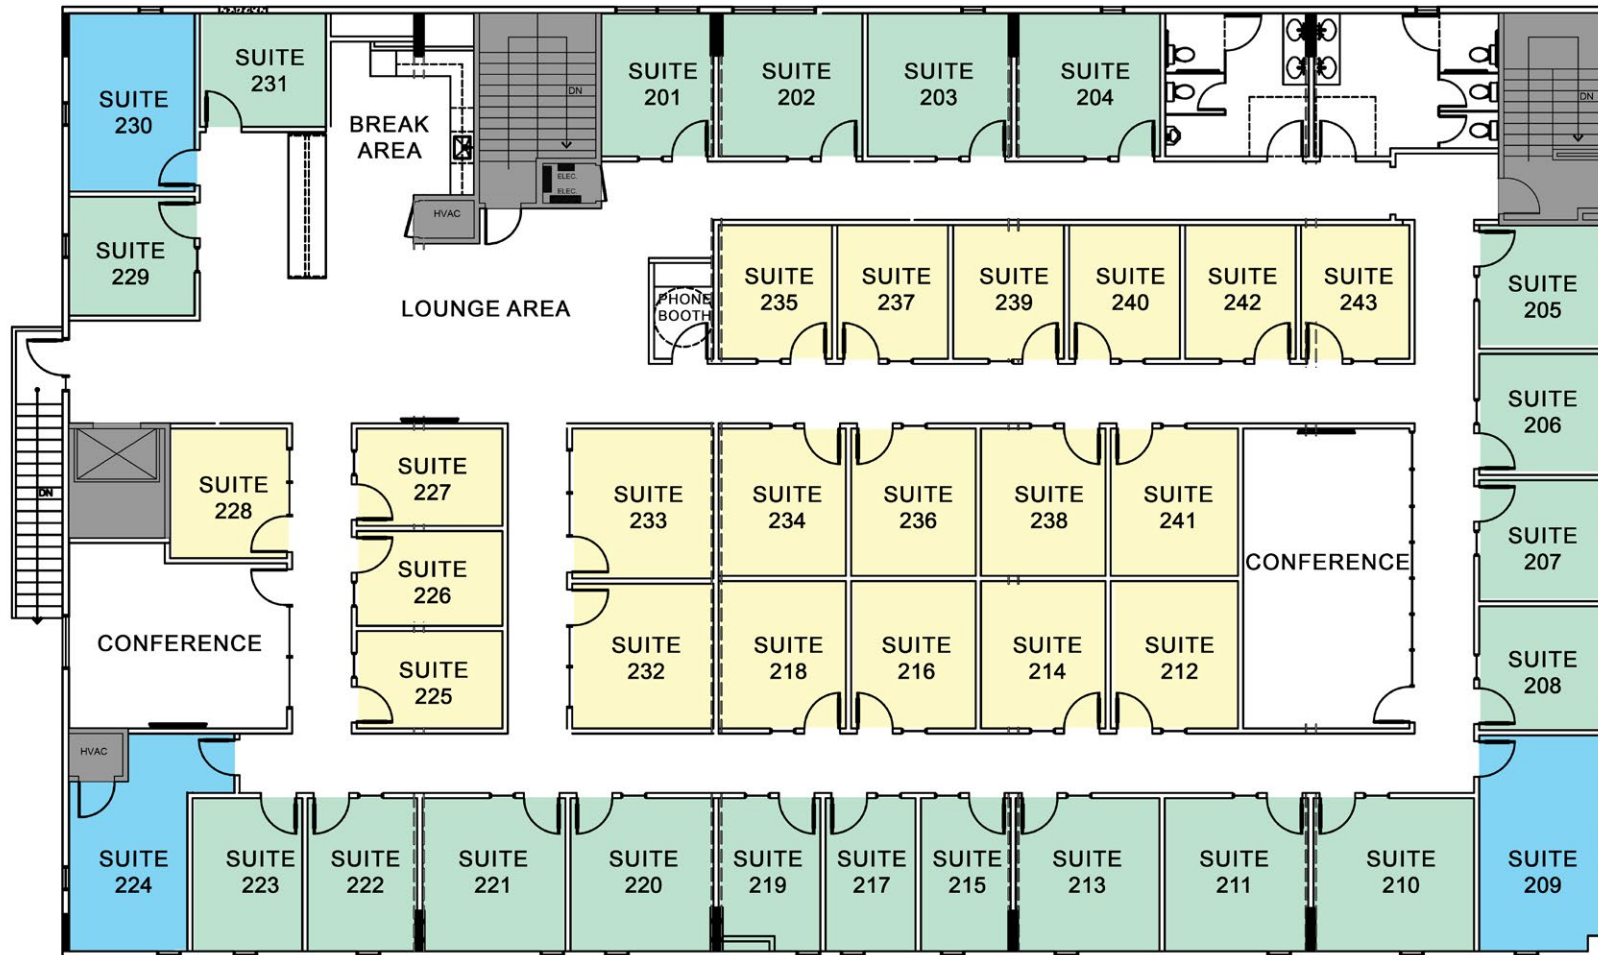 SUITE
230
SUITE
231
BREAK
AREA
DN
SUITE
201
SUITE
202
SUITE
203
SUITE
204
DN
ELEC.
ELEC.
HVAC
SUITE
229
LOUNGE AREA
PHONE
BOOTH
SUITE
235
SUITE
237
SUITE
239
SUITE
240
SUITE
242
SUITE
243
SUITE
205
SUITE
206
DN
SUITE
228
SUITE
227
SUITE
226
SUITE
225
SUITE
233
SUITE
234
SUITE
236
SUITE
238
SUITE
241
CONFERENCE
SUITE
207
SUITE
208
CONFERENCE
SUITE
232
SUITE
218
SUITE
216
SUITE
214
SUITE
212
HVAC
SUITE
224
SUITE
223
SUITE
222
SUITE
221
SUITE
220
SUITE
219
SUITE
217
SUITE
215
SUITE
213
SUITE
211
SUITE
210
SUITE
209